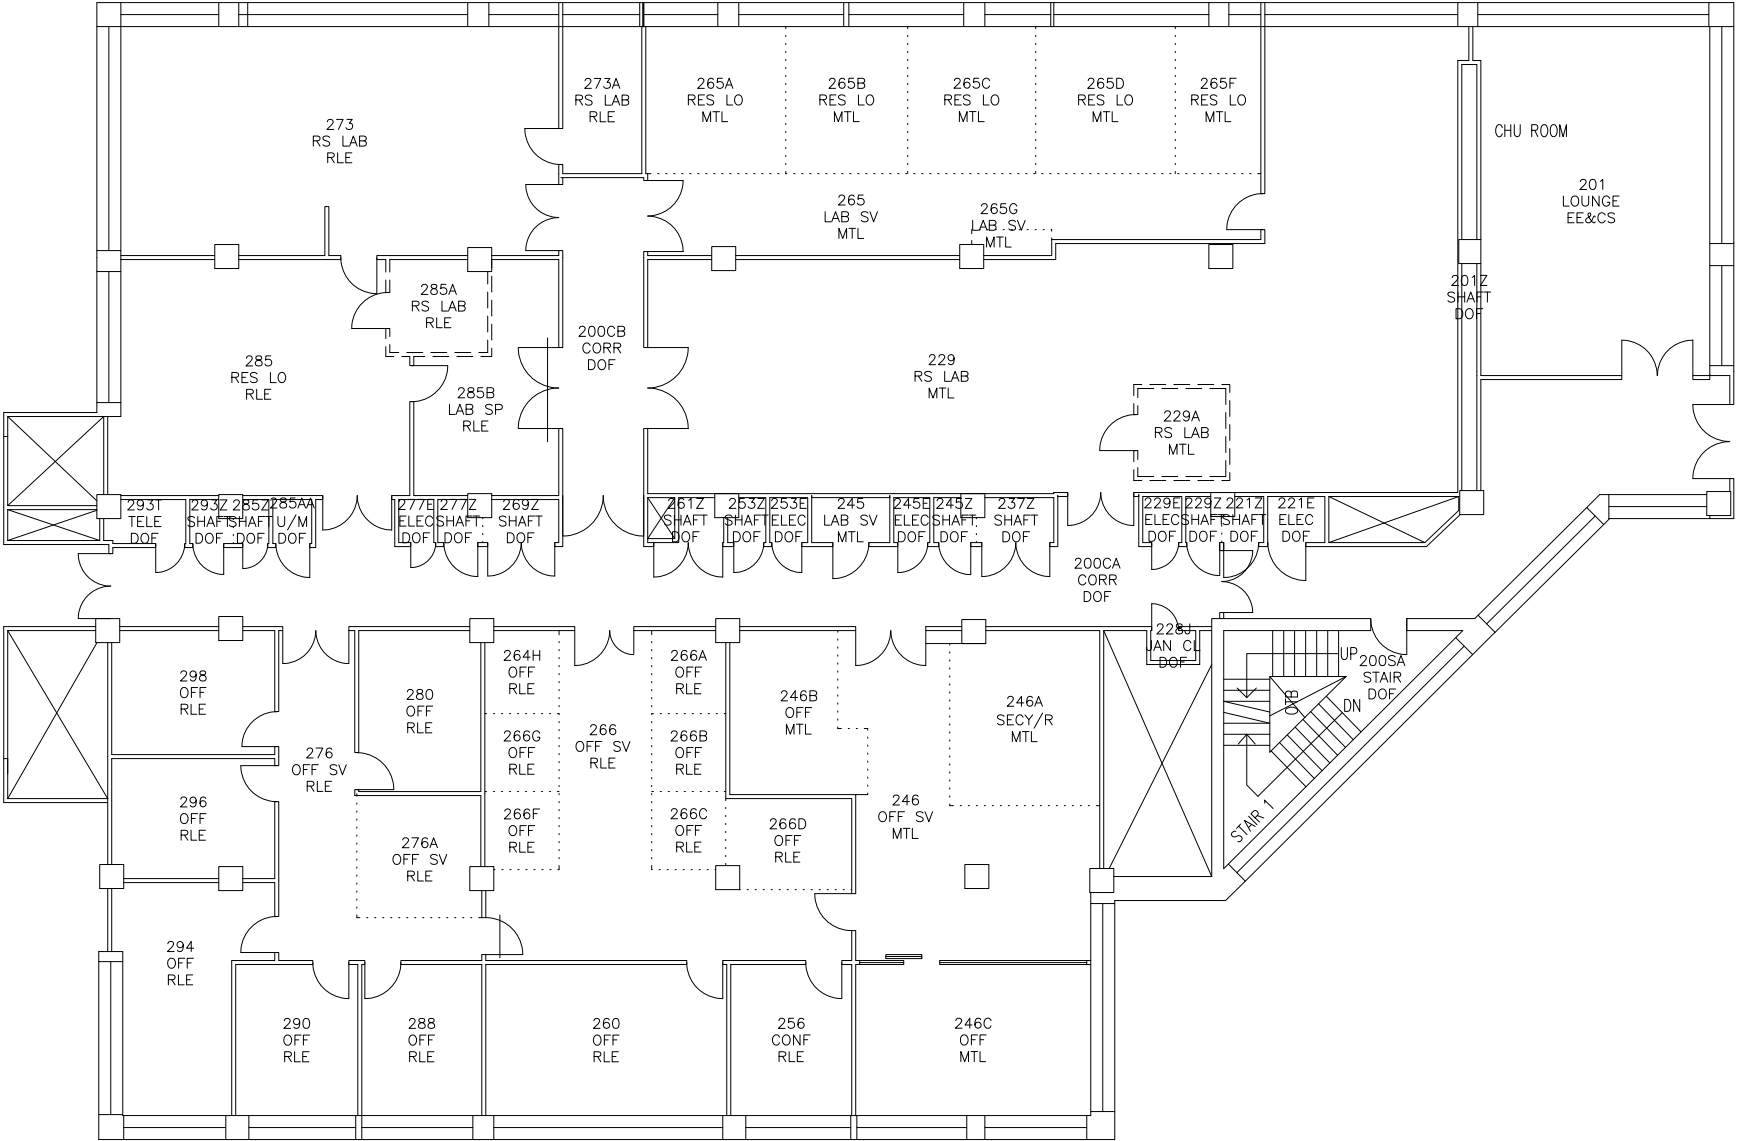 273
RS LAB
RLE
273A
RS LAB
RLE
265A
RES LO
MTL
265B
RES LO
MTL
265C
RES LO
MTL
265D
RES LO
MTL
265F
RES LO
MTL
CHU ROOM
201
LOUNGE
EE&CS
265
LAB SV
MTL
265G
LAB SV
MTL
285A
RS LAB
RLE
201Z
SHAFT
DOF
200CB
CORR
DOF
285
RES LO
RLE
285B
LAB SP
RLE
229
RS LAB
MTL
229A
RS LAB
MTL
293T
TELE
DOF
293Z
SHAFT
DOF
285Z
SHAFT
DOF
285AA
U/M
DOF
277E
ELEC
DOF
277Z
SHAFT
DOF
269Z
SHAFT
DOF
261Z
SHAFT
DOF
253Z
SHAFT
DOF
253E
ELEC
DOF
245
LAB SV
MTL
245E
ELEC
DOF
245Z
SHAFT
DOF
237Z
SHAFT
DOF
229E
ELEC
DOF
229Z
SHAFT
DOF
221Z
SHAFT
DOF
221E
ELEC
DOF
200CA
CORR
DOF
228J
JAN CL
DOF
UP
200SA
STAIR
DOF
DN
OTB
STAIR 1
298
OFF
RLE
280
OFF
RLE
264H
OFF
RLE
266A
OFF
RLE
246B
OFF
MTL
246A
SECY/R
MTL
276
OFF SV
RLE
266G
OFF
RLE
266
OFF SV
RLE
266B
OFF
RLE
296
OFF
RLE
276A
OFF SV
RLE
266F
OFF
RLE
266C
OFF
RLE
266D
OFF
RLE
246
OFF SV
MTL
294
OFF
RLE
290
OFF
RLE
288
OFF
RLE
260
OFF
RLE
256
CONF
RLE
246C
OFF
MTL